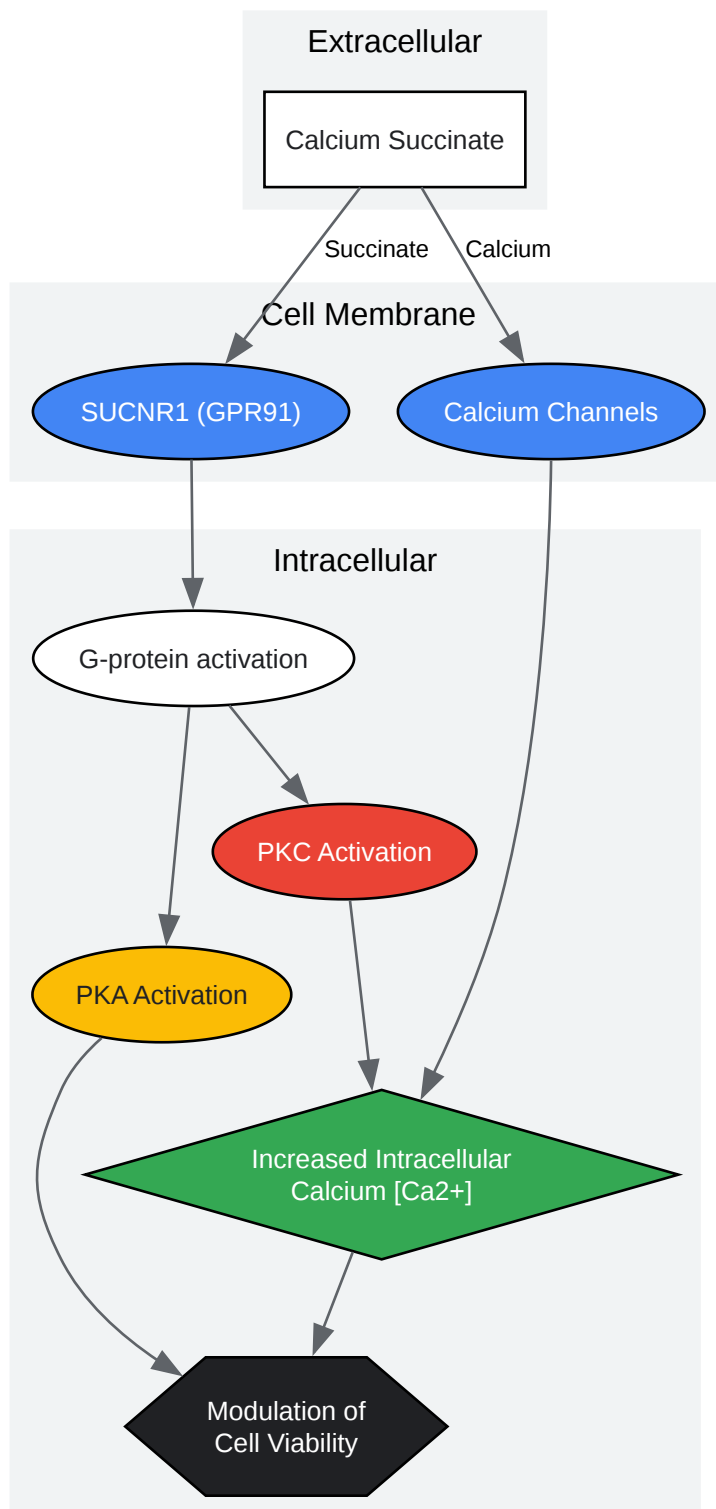 Extracellular
Calcium Succinate
Succinate
Calcium
Cell Membrane
SUCNR1 (GPR91)
Calcium Channels
Intracellular
G-protein activation
PKC Activation
PKA Activation
Increased Intracellular
Calcium [Ca2+]
Modulation of
Cell Viability